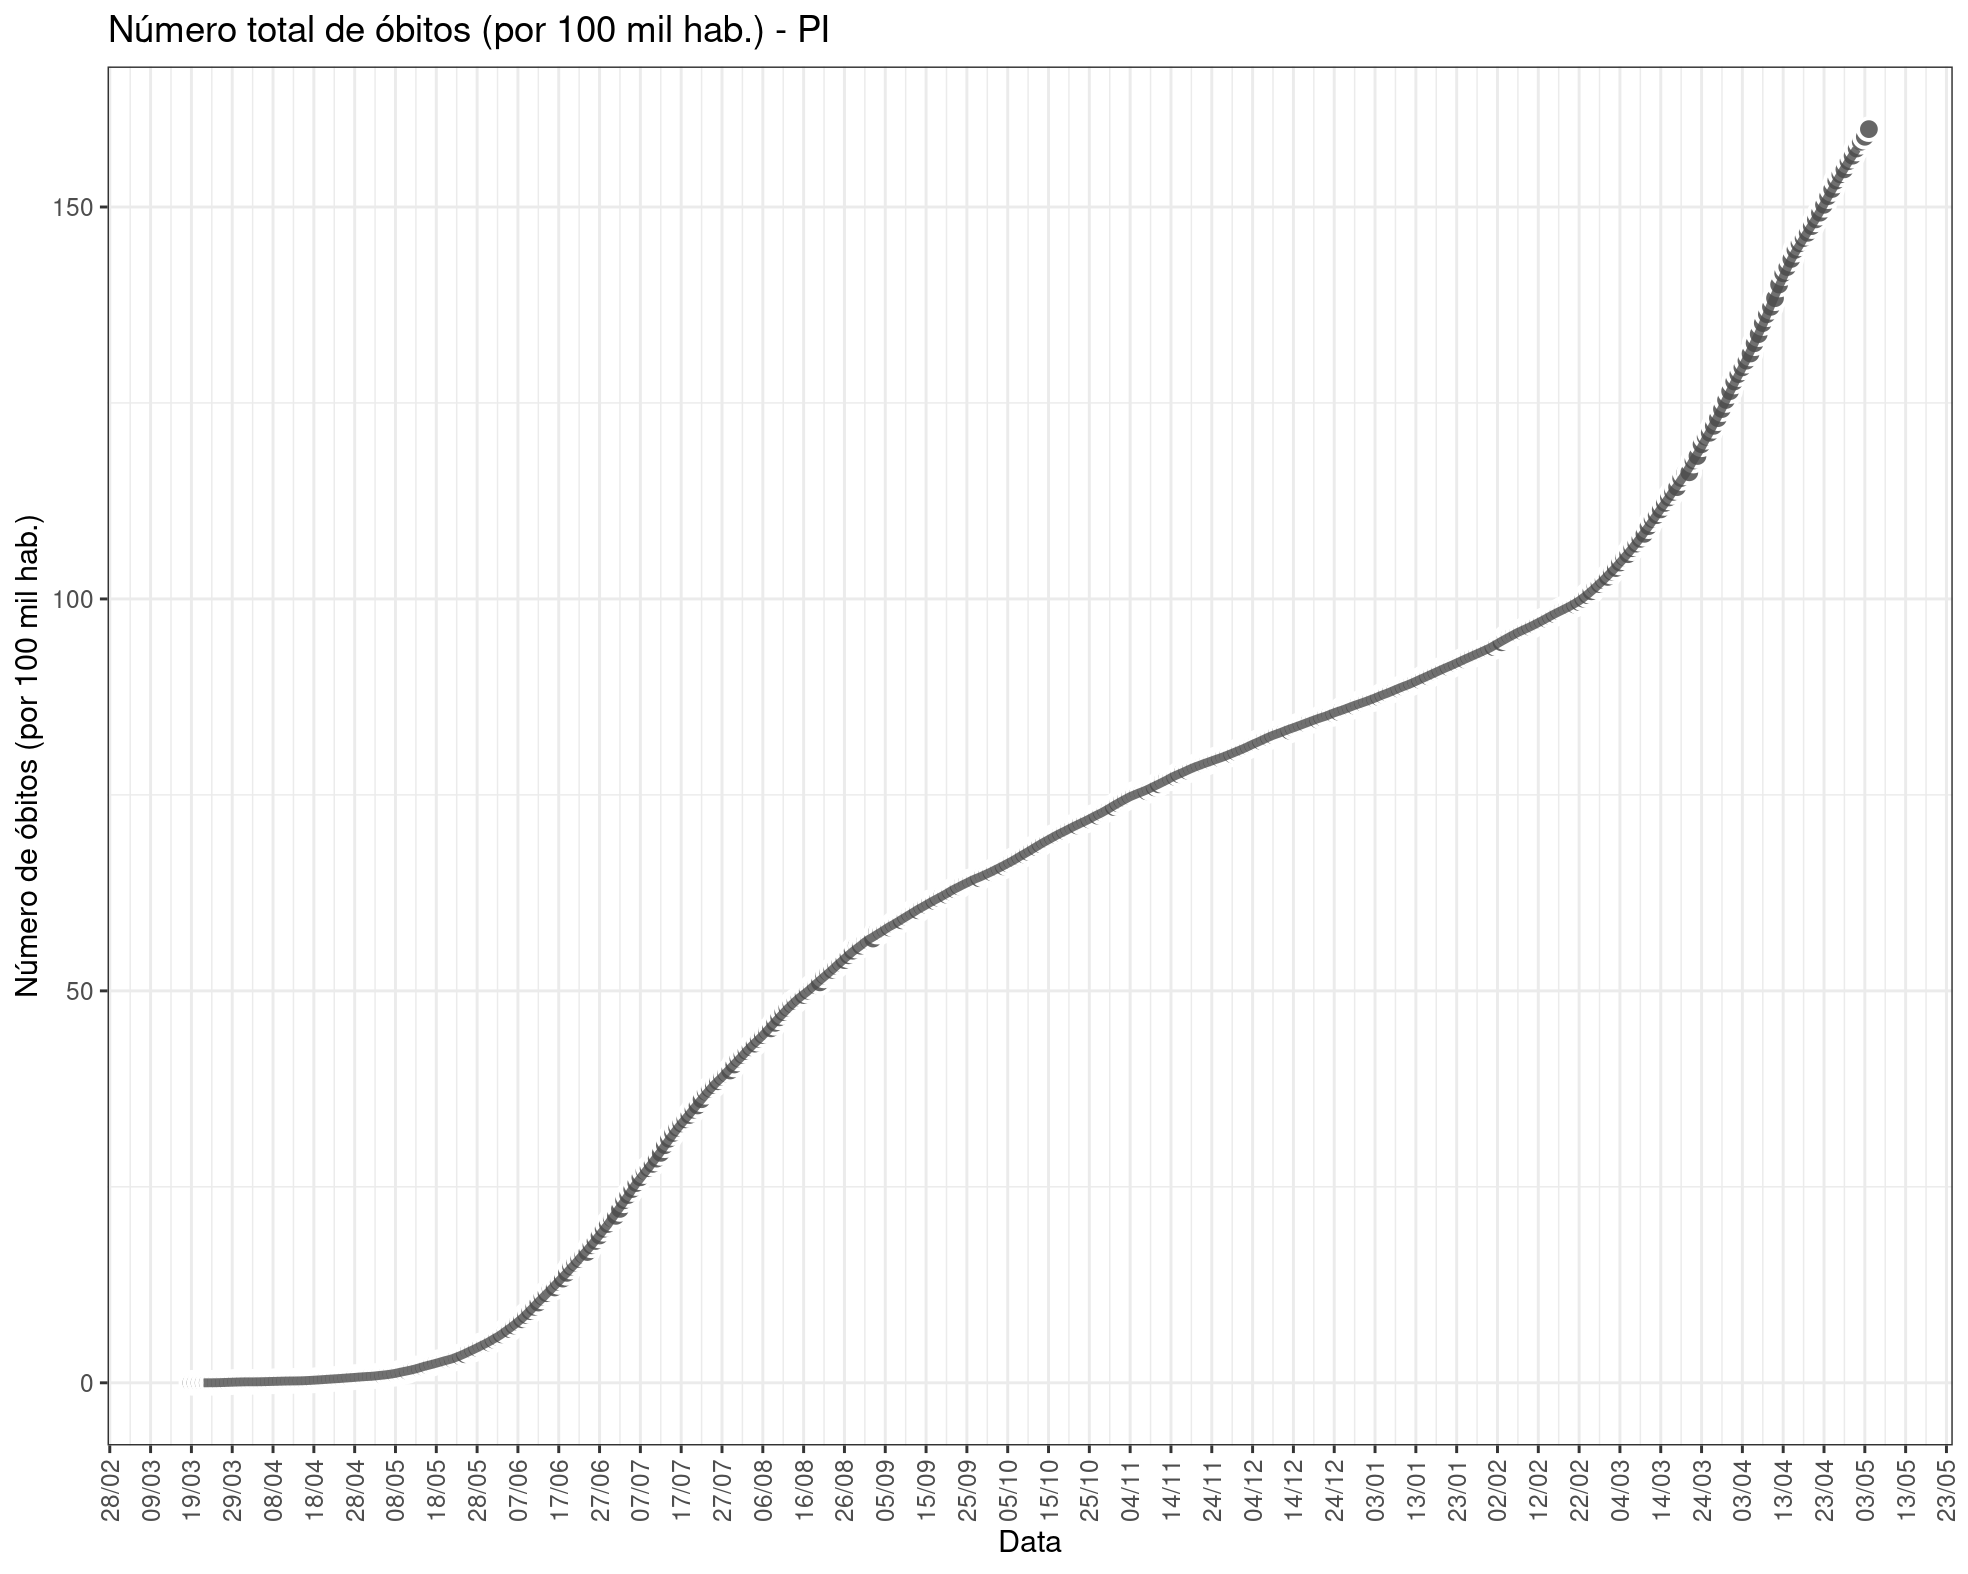 Número total de óbitos (por 100 mil hab.) - PI
Número de óbitos (por 100 mil hab.)
150
100
50
0
28/02 09/03 19/03 29/03 08/04 18/04 28/04 08/05 18/05 28/05 07/06 17/06 27/06 07/07 17/07 27/07 06/08 16/08 26/08 05/09 15/09 25/09 05/10 15/10 25/10 04/11 14/11 24/11 04/12 14/12 24/12 03/01 13/01 23/01 02/02 12/02 22/02 04/03 14/03 24/03 03/04 13/04 23/04 03/05 13/05 23/05
Data